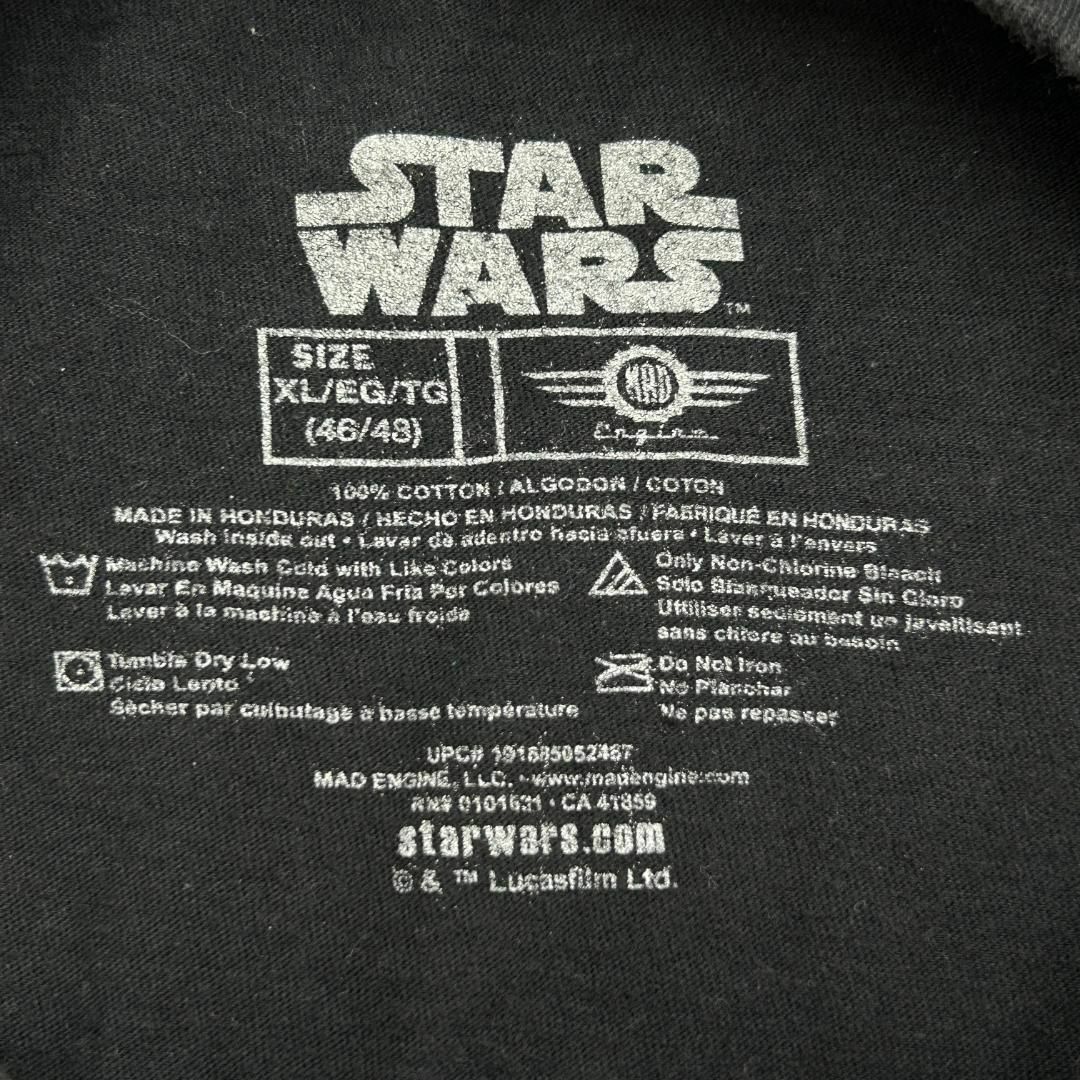 STAR
WARS
TM
SIZE
XL/EG/TG
(46/48)
MAD
Engine
100% COTTON / ALGODON / COTON
MADE IN HONDURAS / HECHO EN HONDURAS / FABRIQUÉ EN HONDURAS
Wash inside out • Lavar de adentro hacia afuera • Laver à l'envers
Machine Wash Cold with Like Colors
Lavar En Maquina Agua Fria Por Colores
Laver à la machine à l'eau froide
Only Non-Chlorine Bleach
Solo Blanqueador Sin Cloro
Utiliser seulement un javellisant
sans chlore au besoin
Tumble Dry Low
Ciclo Lento
Sécher par culbutage à basse température
Do Not Iron
No Planchar
Ne pas repasser
UPC#
MAD ENGINE, LLC. • www.madengine.com
RN# 0101631 • CA 41859
starwars.com
© & ™ Lucasfilm Ltd.